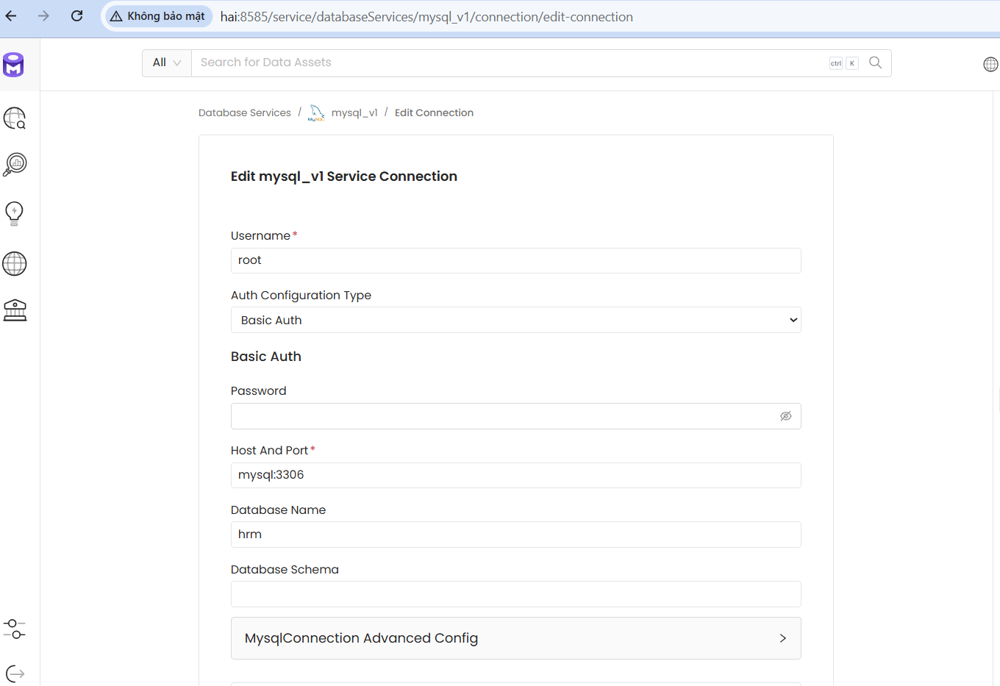 Không bảo mật hai:8585/service/databaseServices/mysql_v1/connection/edit-connection
All Search for Data Assets ctrl K
Database Services / MySQL mysql_v1 / Edit Connection
Edit mysql_v1 Service Connection
Username*
root
Auth Configuration Type
Basic Auth
Basic Auth
Password
Host And Port*
mysql:3306
Database Name
hrm
Database Schema
MysqlConnection Advanced Config